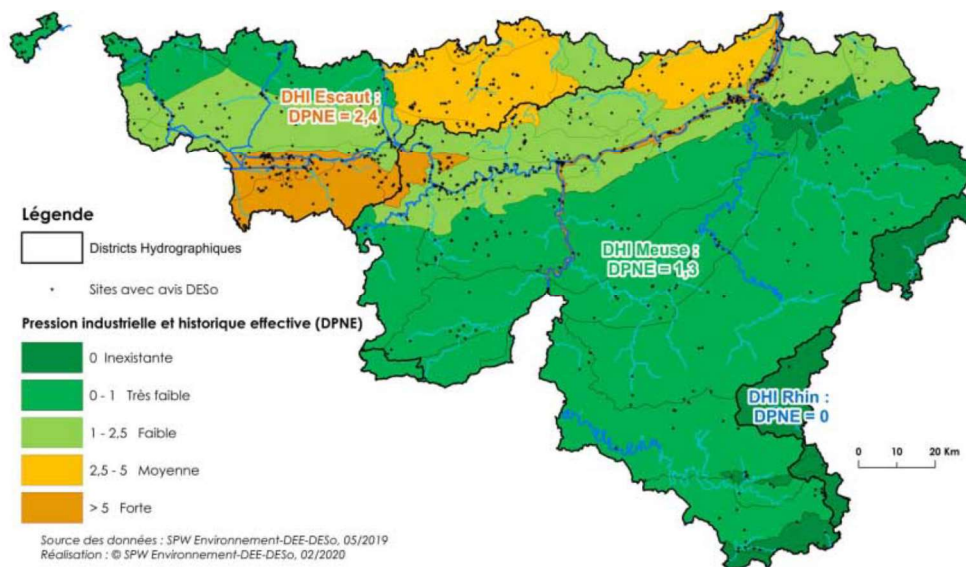 DHI Escaut :
DPNE = 2,4
DHI Meuse :
DPNE = 1,3
DHI Rhin :
DPNE = 0
0 10 20 Km
Légende
Districts Hydrographiques
Sites avec avis DESo
Pression industrielle et historique effective (DPNE)
0 Inexistante
0 - 1 Très faible
1 - 2,5 Faible
2,5 - 5 Moyenne
> 5 Forte
Source des données : SPW Environnement-DEE-DESo, 05/2019
Réalisation : © SPW Environnement-DEE-DESo, 02/2020